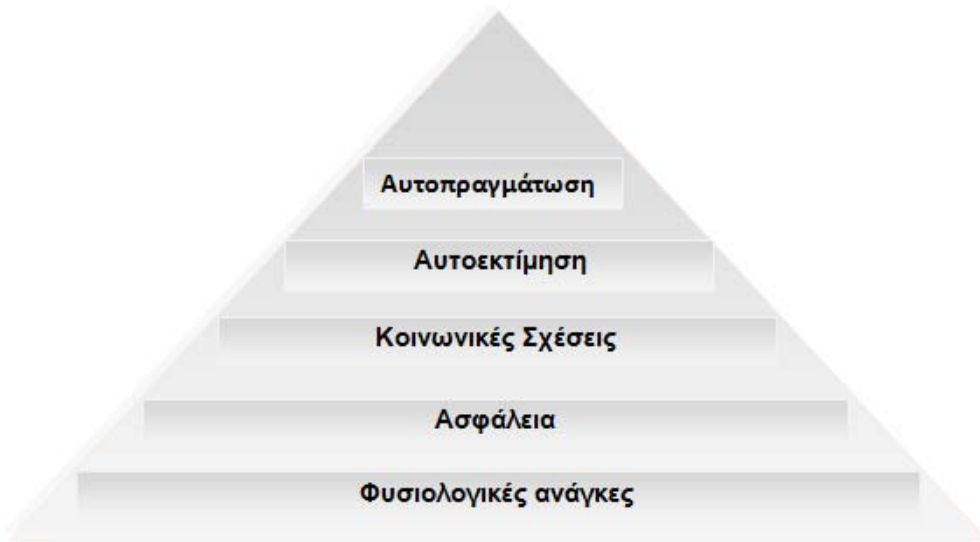 Αυτοπραγμάτωση
Αυτοεκτίμηση
Κοινωνικές Σχέσεις
Ασφάλεια
Φυσιολογικές ανάγκες